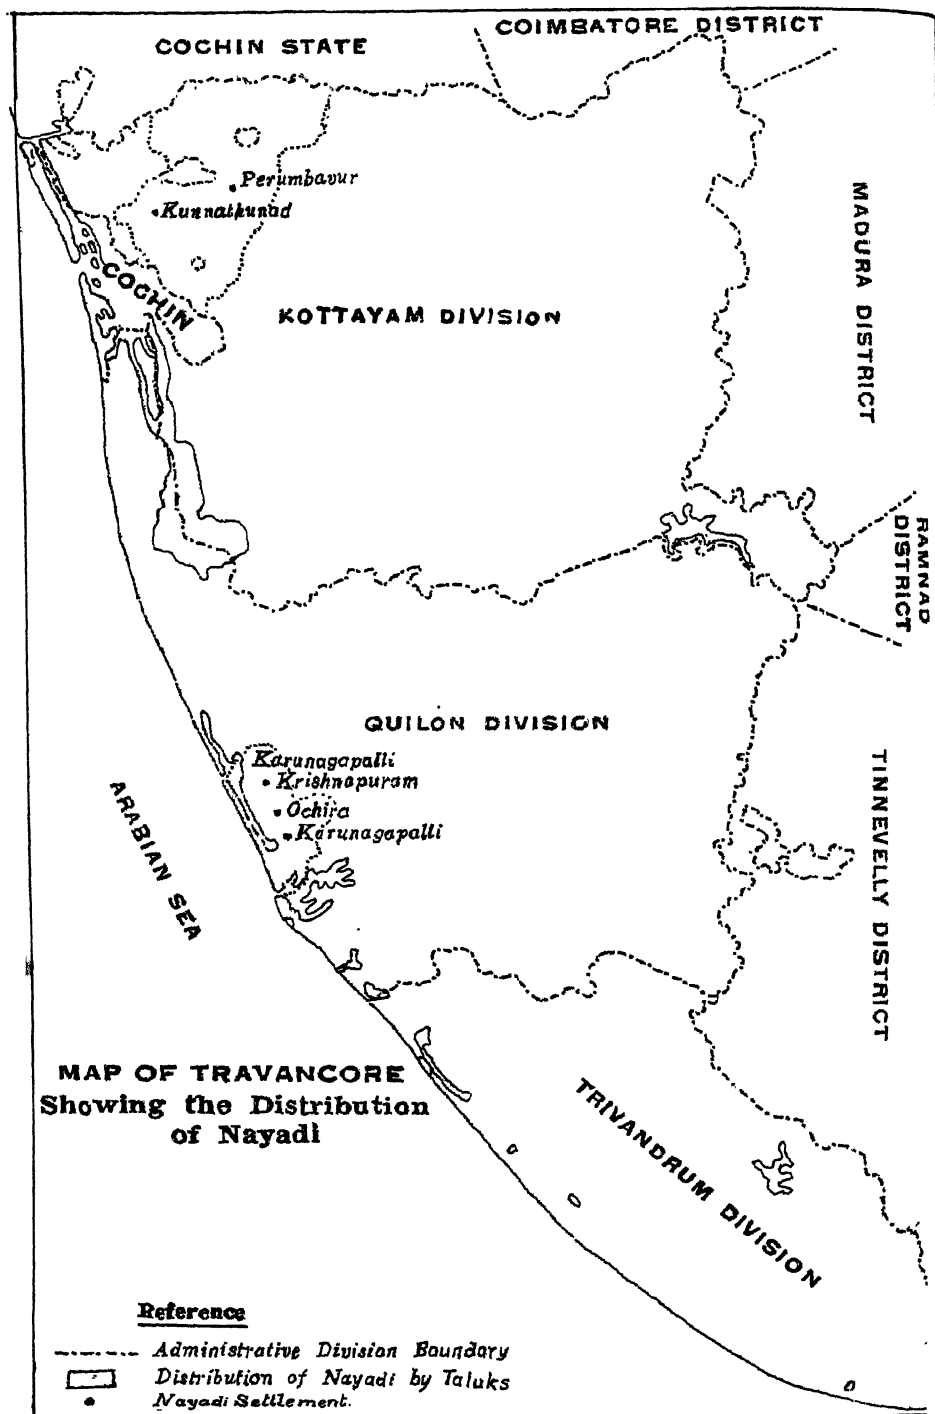 COCHIN STATE
COIMBATORE DISTRICT
Perumbavur
Kunnathunad
COCHIN
KOTTAYAM DIVISION
MADURA DISTRICT
RAMNAD
DISTRICT
QUILON DIVISION
Karunagapalli
Krishnapuram
Ochira
Karunagapalli
ARABIAN SEA
TINNEVELLY DISTRICT
MAP OF TRAVANCORE
Showing the Distribution
of Nayadi
TRIVANDRUM DIVISION
Reference
Administrative Division Boundary
Distribution of Nayadi by Taluks
Nayadi Settlement.